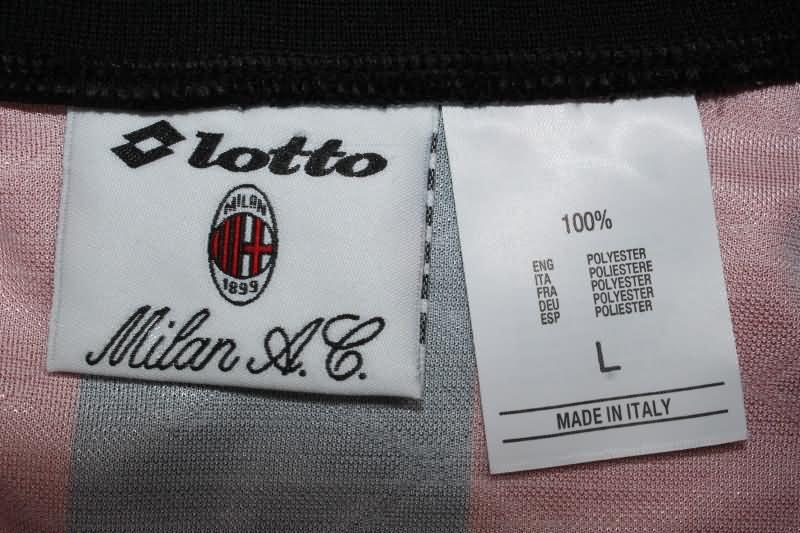 lotto
MILAN
1899
Milan A.C.
100%
ENG POLYESTER
ITA POLIESTERE
FRA POLYESTER
DEU POLYESTER
ESP POLIESTER
L
MADE IN ITALY